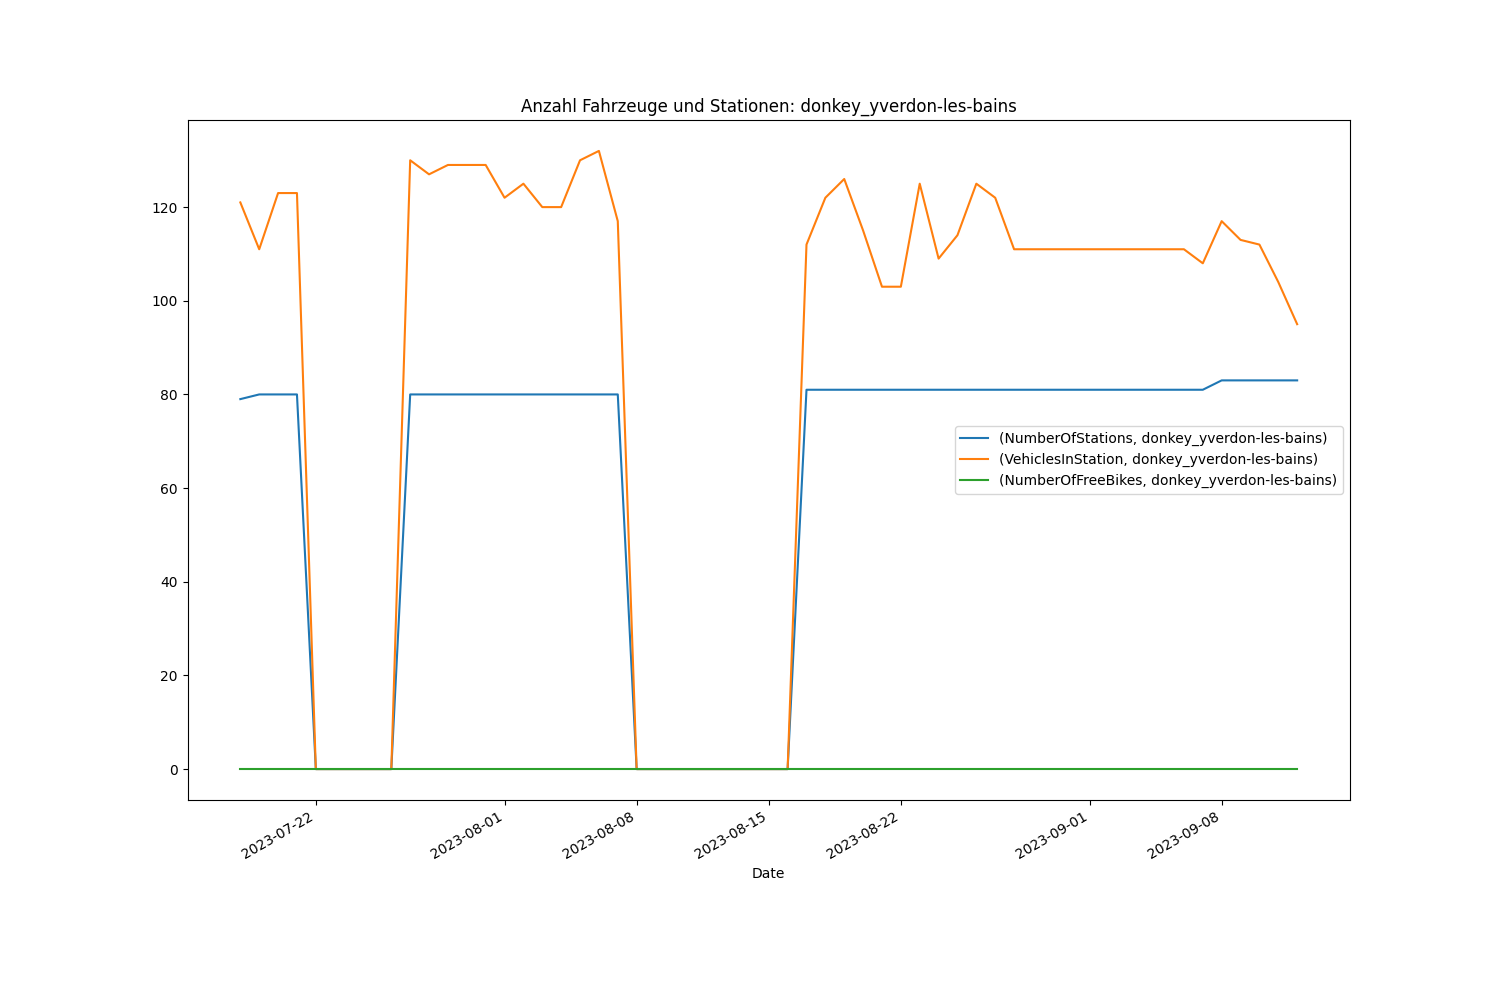 Anzahl Fahrzeuge und Stationen: donkey_yverdon-les-bains
120
100
80
60
40
20
0
(NumberOfStations, donkey_yverdon-les-bains)
(VehiclesInStation, donkey_yverdon-les-bains)
(NumberOfFreeBikes, donkey_yverdon-les-bains)
2023-07-22
2023-08-01
2023-08-08
2023-08-15
2023-08-22
2023-09-01
2023-09-08
Date